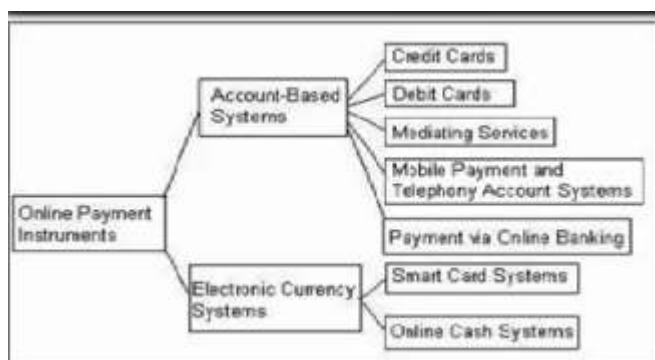 Credit Cards
Account-Based
Systems
Debit Cards
Mediating Services
Mobile Payment and
Telephony Account Systems
Online Payment
Instruments
Payment via Online Banking
Electronic Currency
Systems
Smart Card Systems
Online Cash Systems